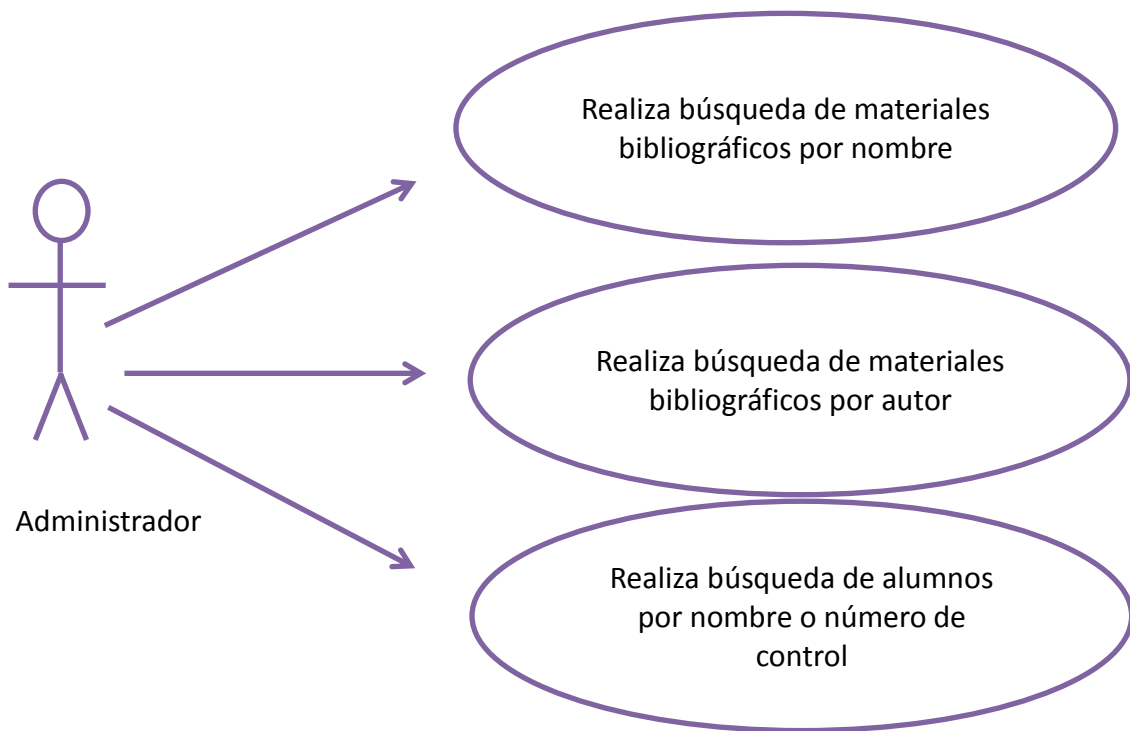 Realiza búsqueda de materiales
bibliográficos por nombre
Realiza búsqueda de materiales
bibliográficos por autor
Administrador
Realiza búsqueda de alumnos
por nombre o número de
control